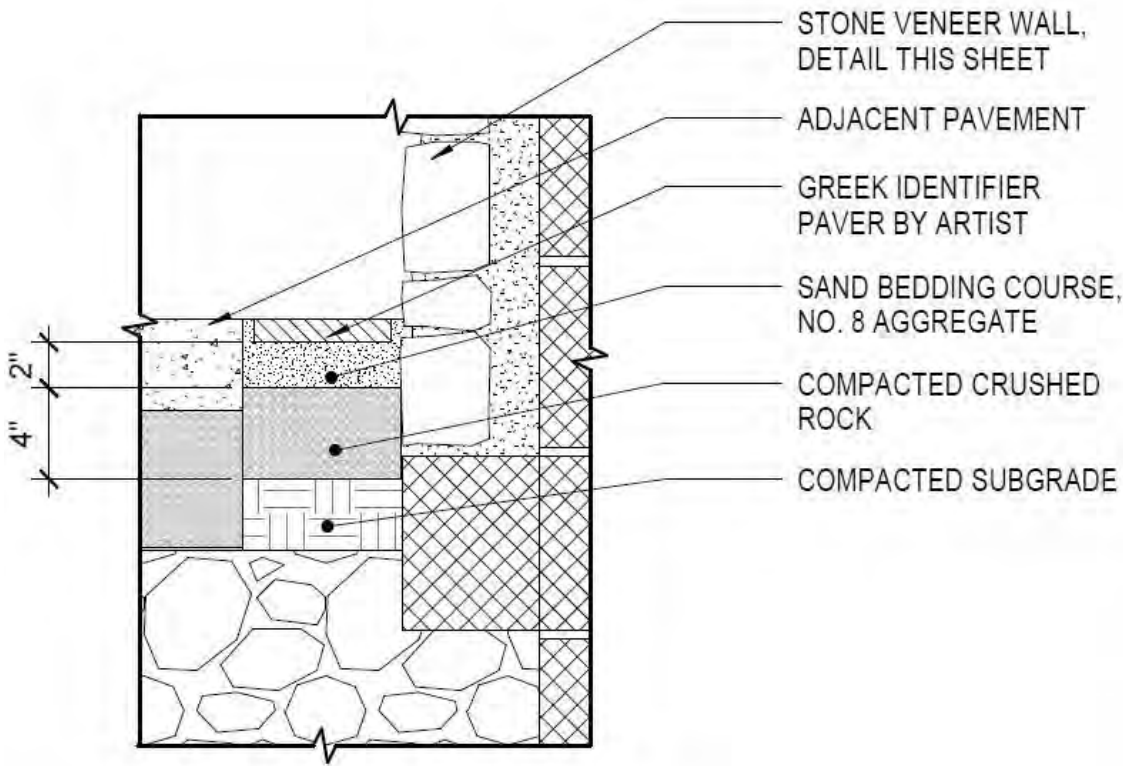 STONE VENEER WALL,
DETAIL THIS SHEET
ADJACENT PAVEMENT
GREEK IDENTIFIER
PAVER BY ARTIST
SAND BEDDING COURSE,
NO. 8 AGGREGATE
COMPACTED CRUSHED
ROCK
COMPACTED SUBGRADE
2"
4"